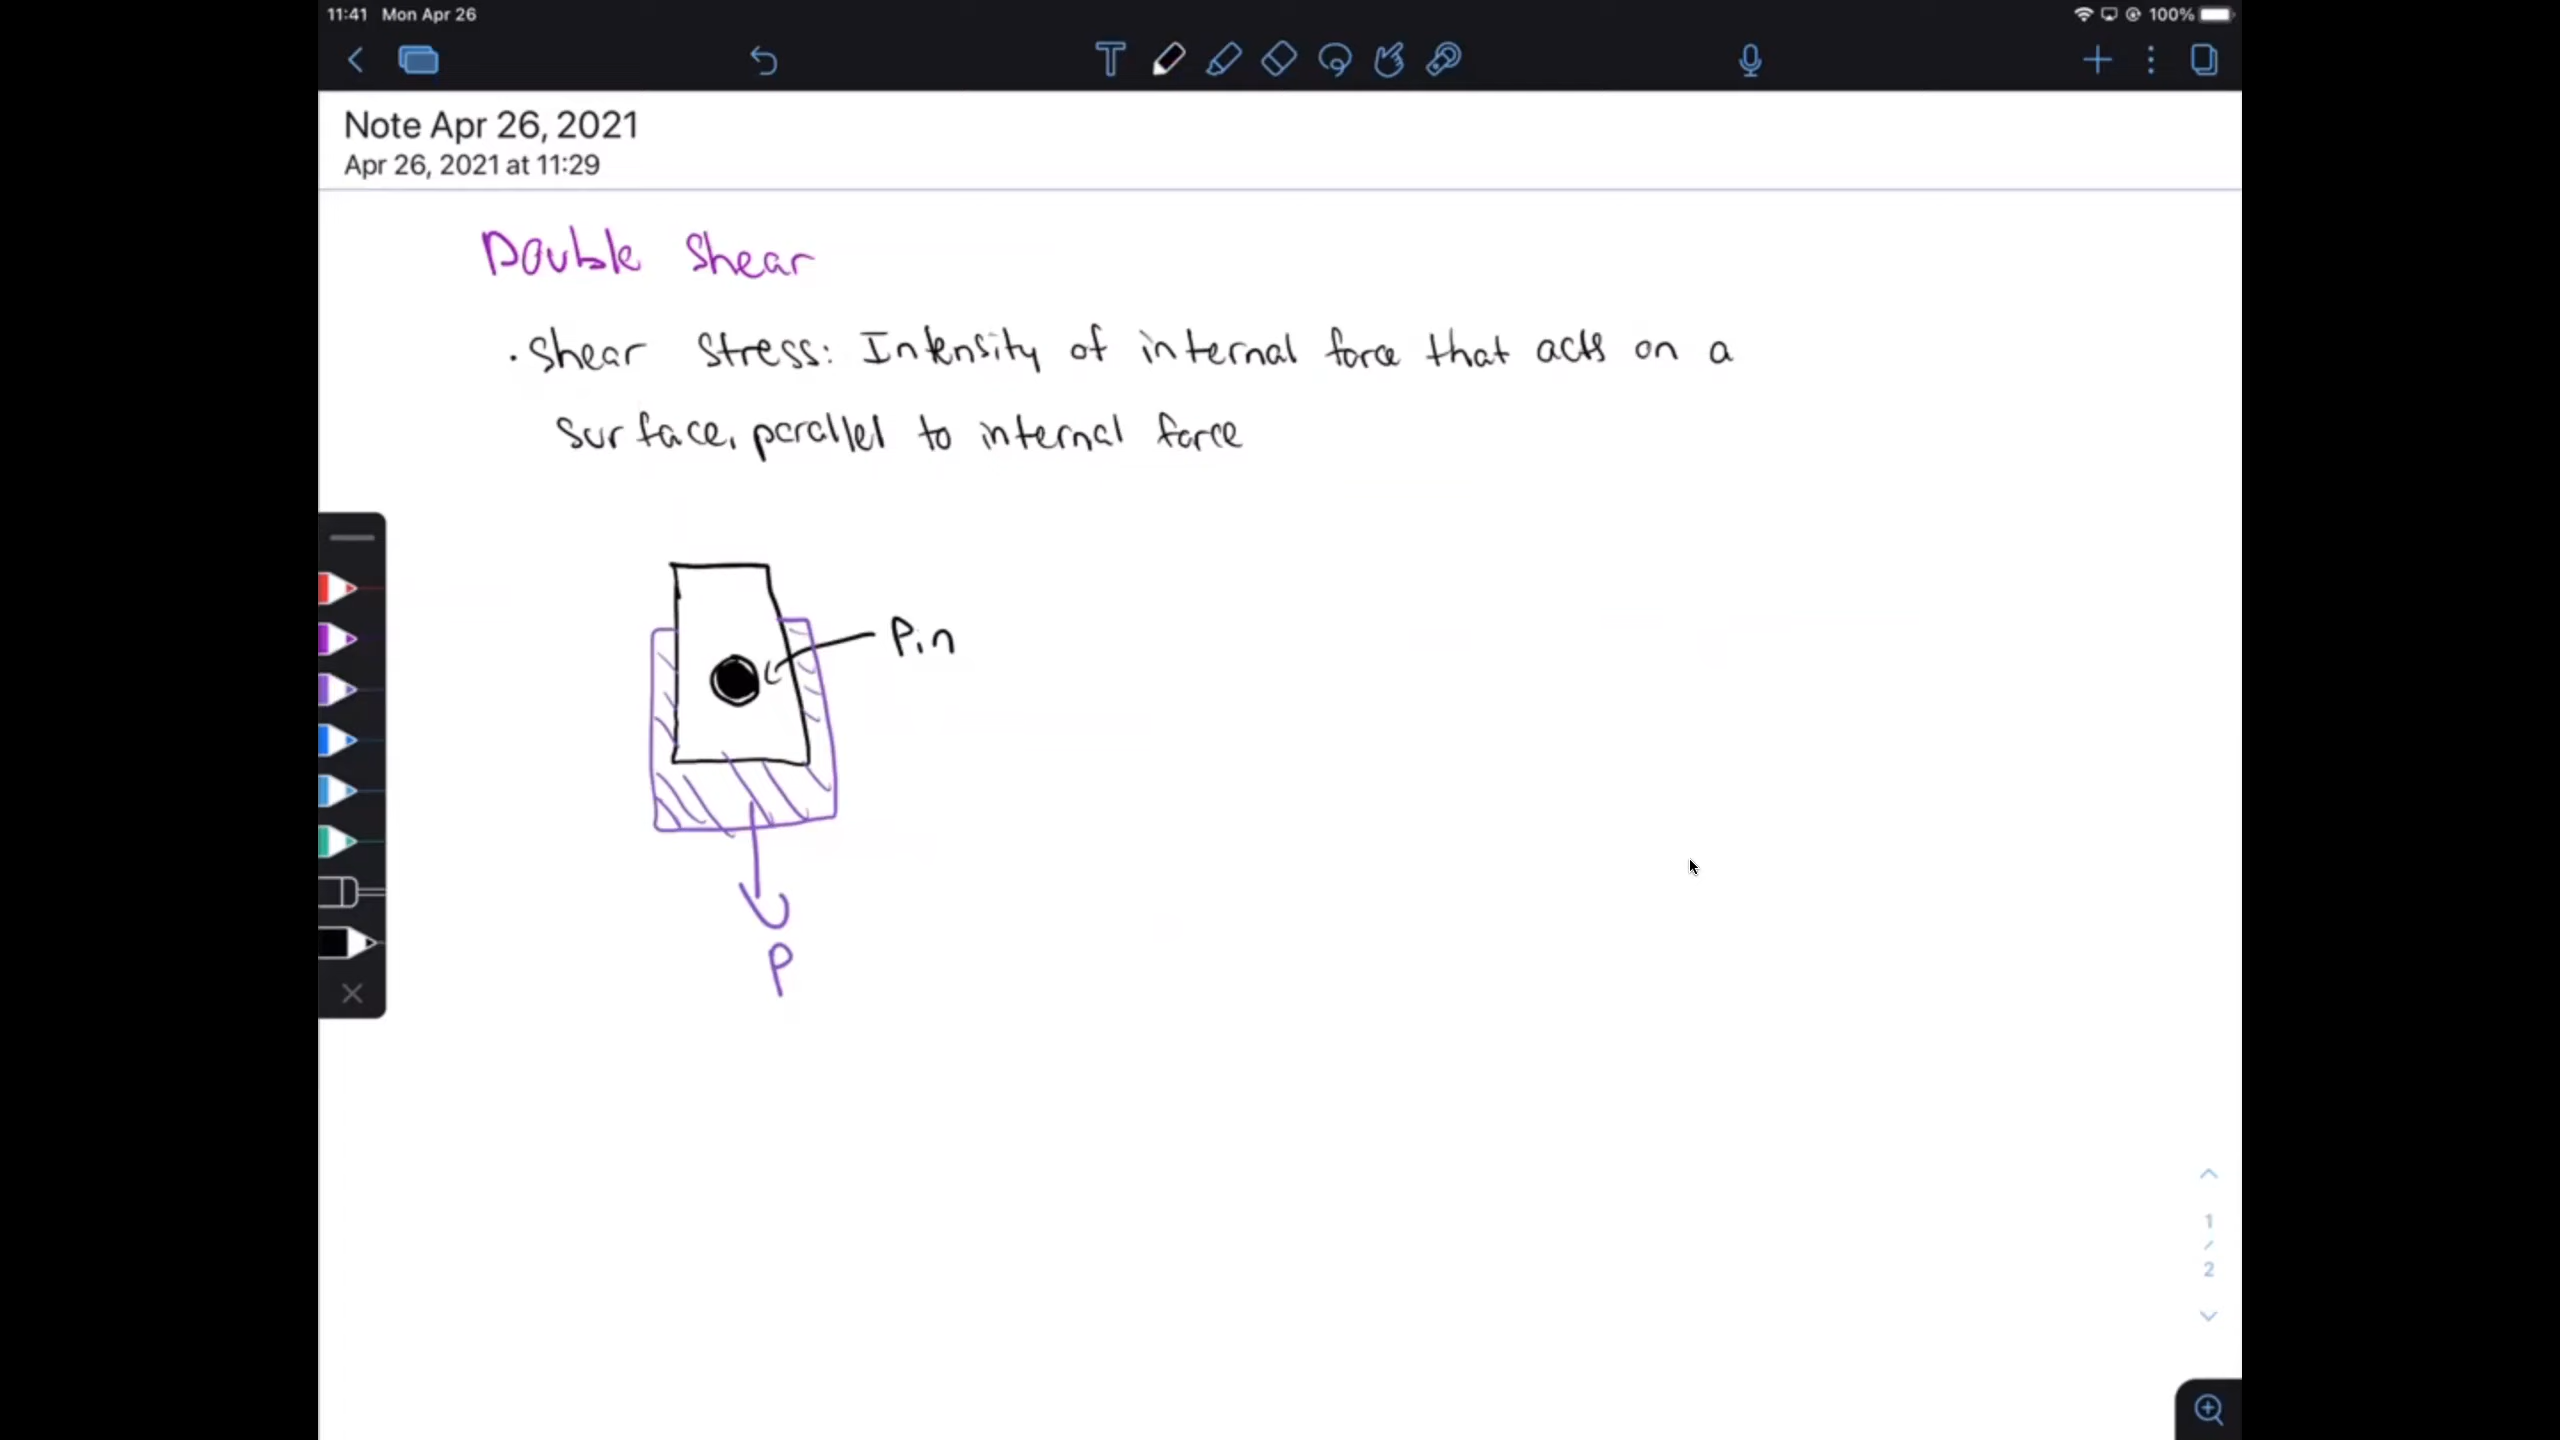 11:41 Mon Apr 26
100%
Note Apr 26, 2021
Apr 26, 2021 at 11:29
Double Shear
· Shear Stress: Intensity of internal force that acts on a
surface, parallel to internal force
Pin
P
1
/
2